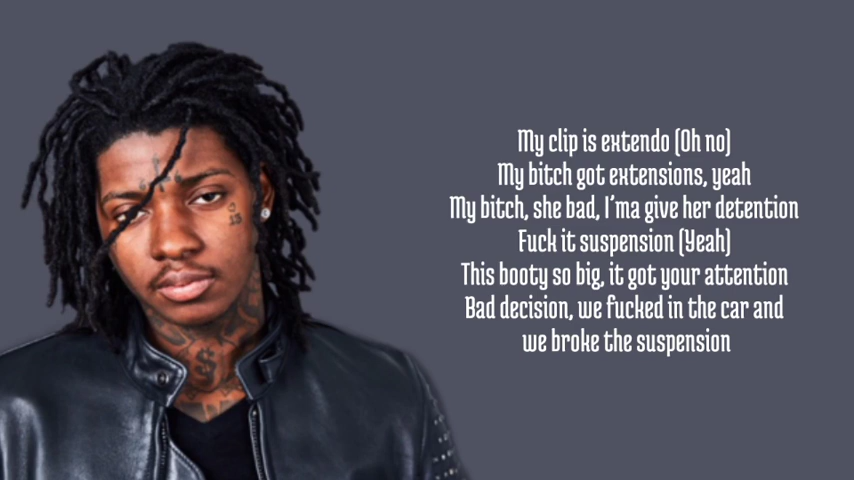 My clip is extendo (Oh no)
My bitch got extensions, yeah
My bitch, she bad, I'ma give her detention
Fuck it suspension (Yeah)
This booty so big, it got your attention
Bad decision, we fucked in the car and
we broke the suspension